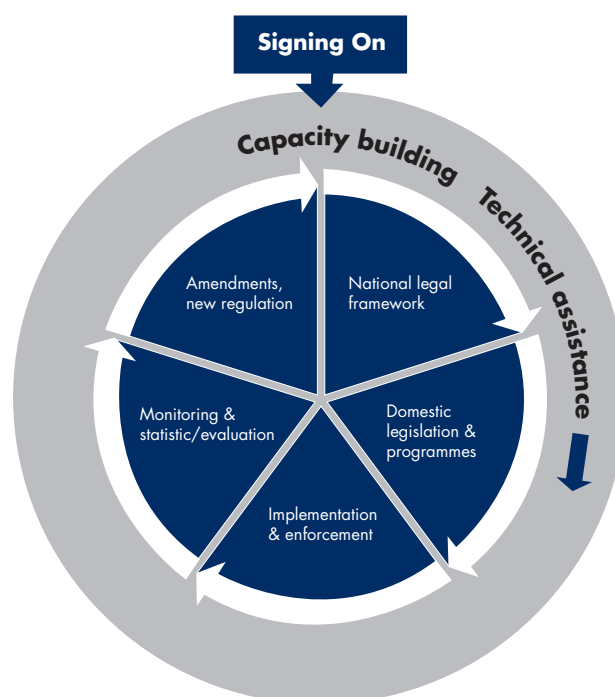 Signing On
Capacity building
Technical assistance
Amendments,
new regulation
National legal
framework
Monitoring &
statistic/evaluation
Domestic
legislation &
programmes
Implementation
& enforcement